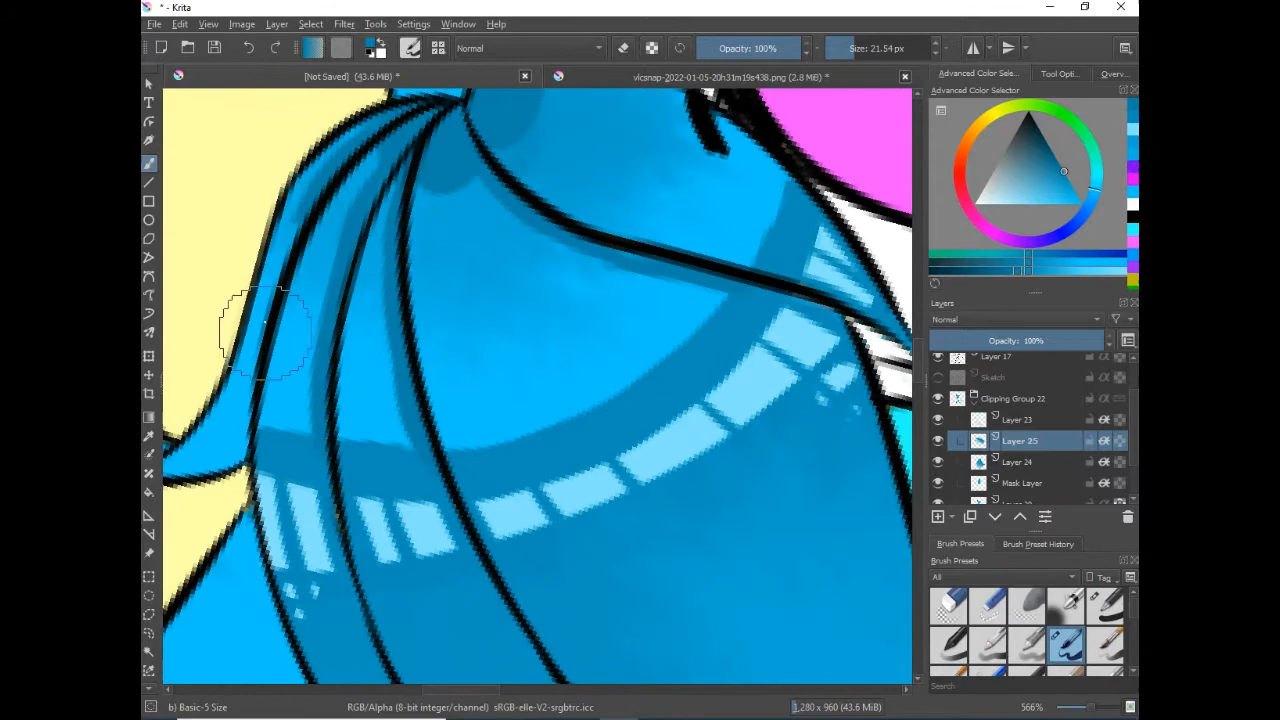 * - Krita
File Edit View Image Layer Select Filter Tools Settings Window Help
Normal Opacity: 100% Size: 21.54 px
[Not Saved] (43.6 MB) * vlcsnap-2022-01-05-20h31m19s438.png (2.8 MiB) * Advanced Color Sele... Tool Opti... Overv...
Advanced Color Selector
Layers
Normal
Opacity: 100%
Layer 17
Sketch
Clipping Group 22
Layer 23
Layer 25
Layer 24
Mask Layer
Brush Presets Brush Preset History
Brush Presets
All Tag
Search
b) Basic-5 Size RGB/Alpha (8-bit integer/channel) sRGB-elle-V2-srgbtrc.icc 1,280 x 960 (43.6 MiB) 566%